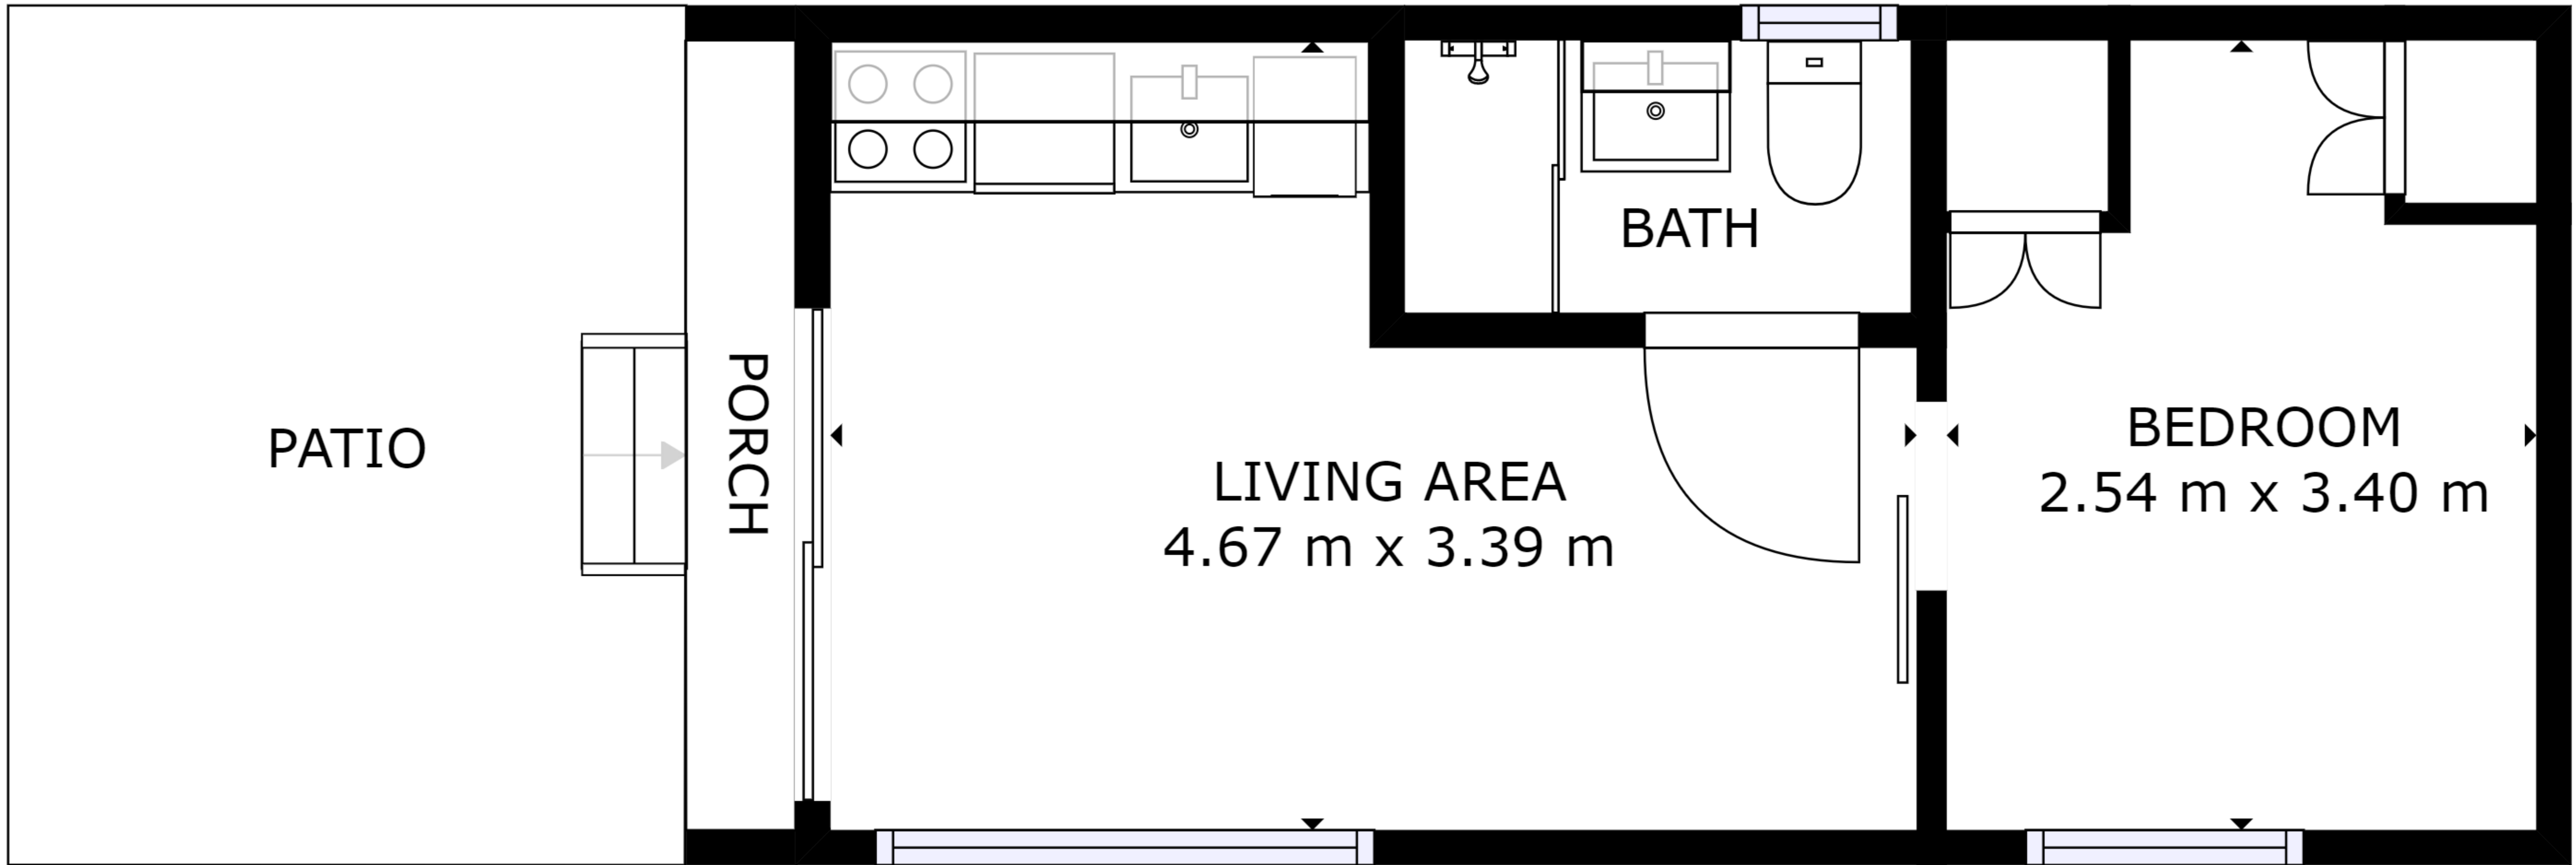 PATIO
PORCH
LIVING AREA
4.67 m x 3.39 m
BATH
BEDROOM
2.54 m x 3.40 m